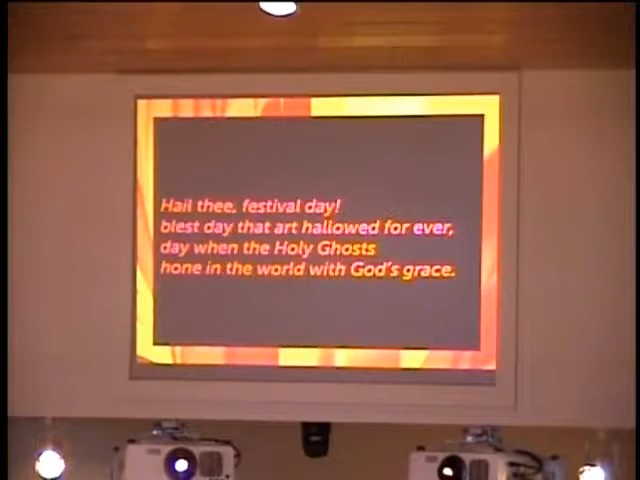 Hail thee, festival day!
blest day that art hallowed for ever,
day when the Holy Ghosts
hone in the world with God's grace.